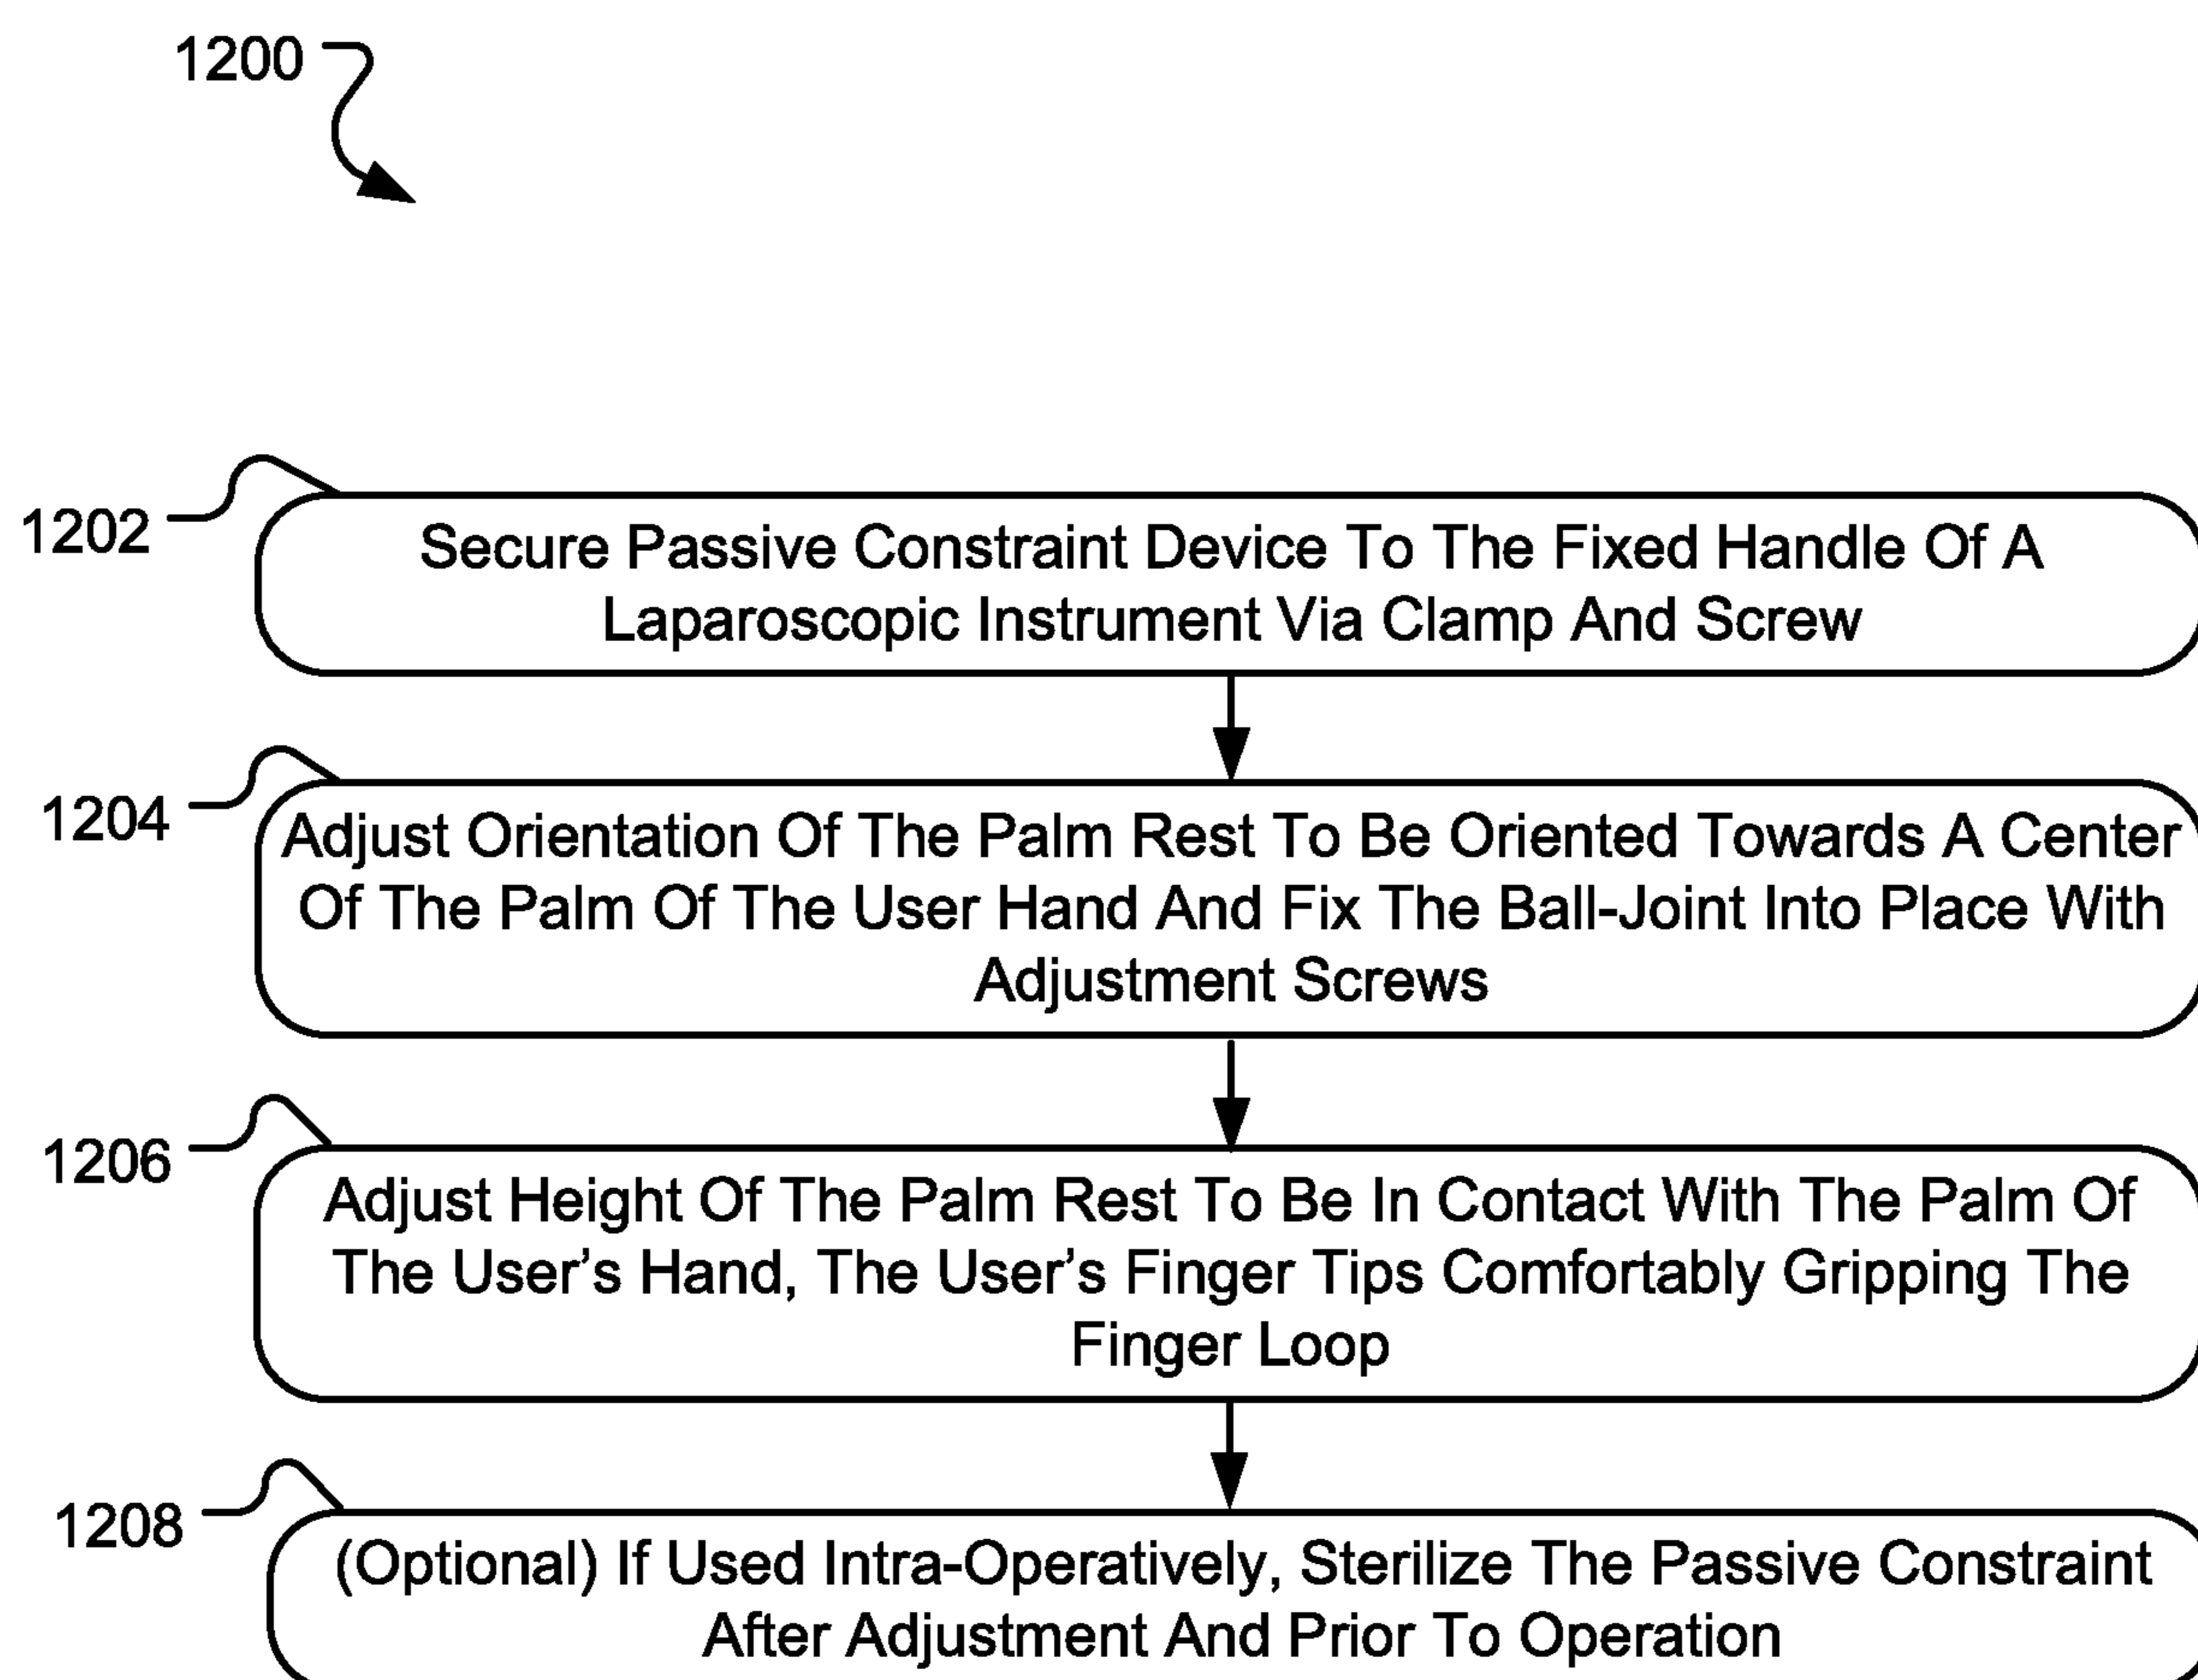 1200
1202
Secure Passive Constraint Device To The Fixed Handle Of A
Laparoscopic Instrument Via Clamp And Screw
1204
Adjust Orientation Of The Palm Rest To Be Oriented Towards A Center
Of The Palm Of The User Hand And Fix The Ball-Joint Into Place With
Adjustment Screws
1206
Adjust Height Of The Palm Rest To Be In Contact With The Palm Of
The User’s Hand, The User’s Finger Tips Comfortably Gripping The
Finger Loop
1208
(Optional) If Used Intra-Operatively, Sterilize The Passive Constraint
After Adjustment And Prior To Operation